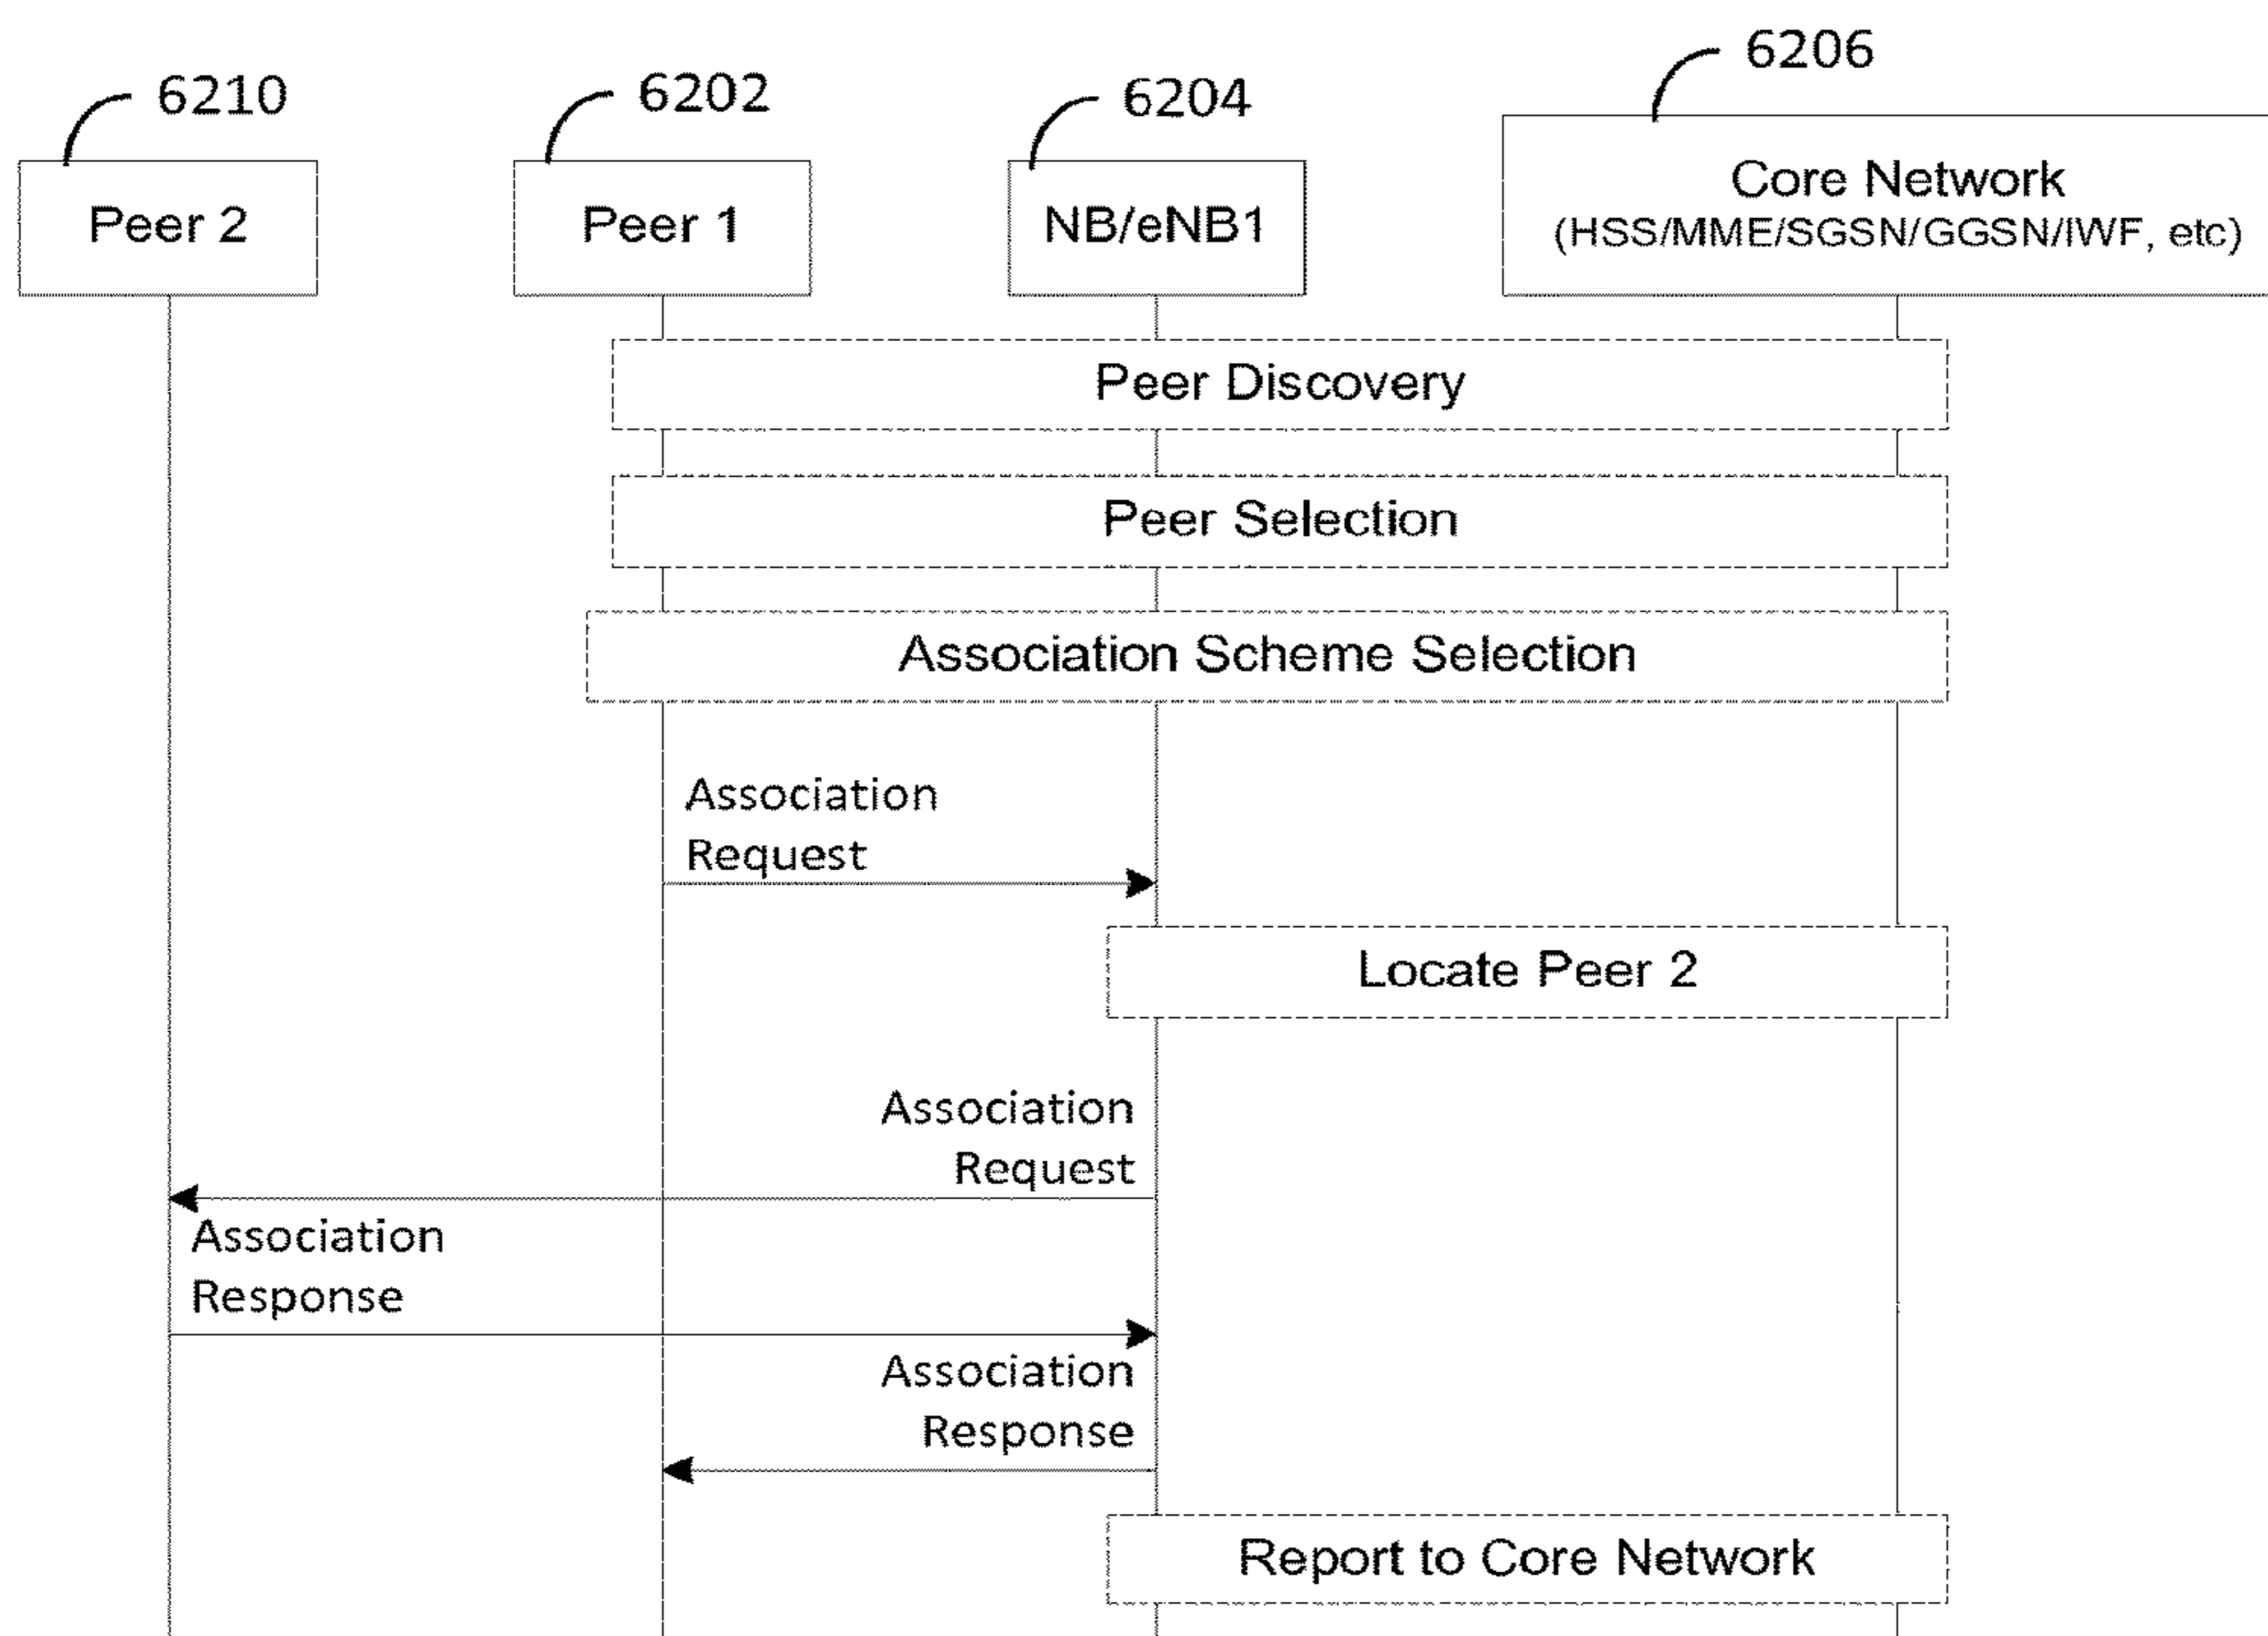 6210
6202
6204
6206
Peer 2
Peer 1
NB/eNB1
Core Network
(HSS/MME/SGSN/GGSN/IWF, etc)
Peer Discovery
Peer Selection
Association Scheme Selection
Association
Request
Locate Peer 2
Association
Request
Association
Response
Association
Response
Report to Core Network